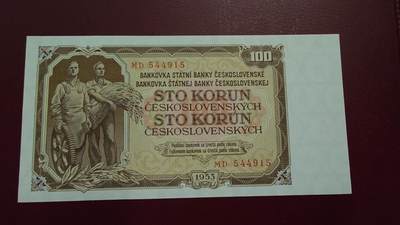 100
MD 544915
BANKOVKA STÁTNÍ BANKY ČESKOSLOVENSKÉ
BANKOVKA ŠTÁTNEJ BANKY ČESKOSLOVENSKEJ
STO KORUN
ČESKOSLOVENSKÝCH
STO KORUN
ČESKOSLOVENSKÝCH
MD 544915
1953